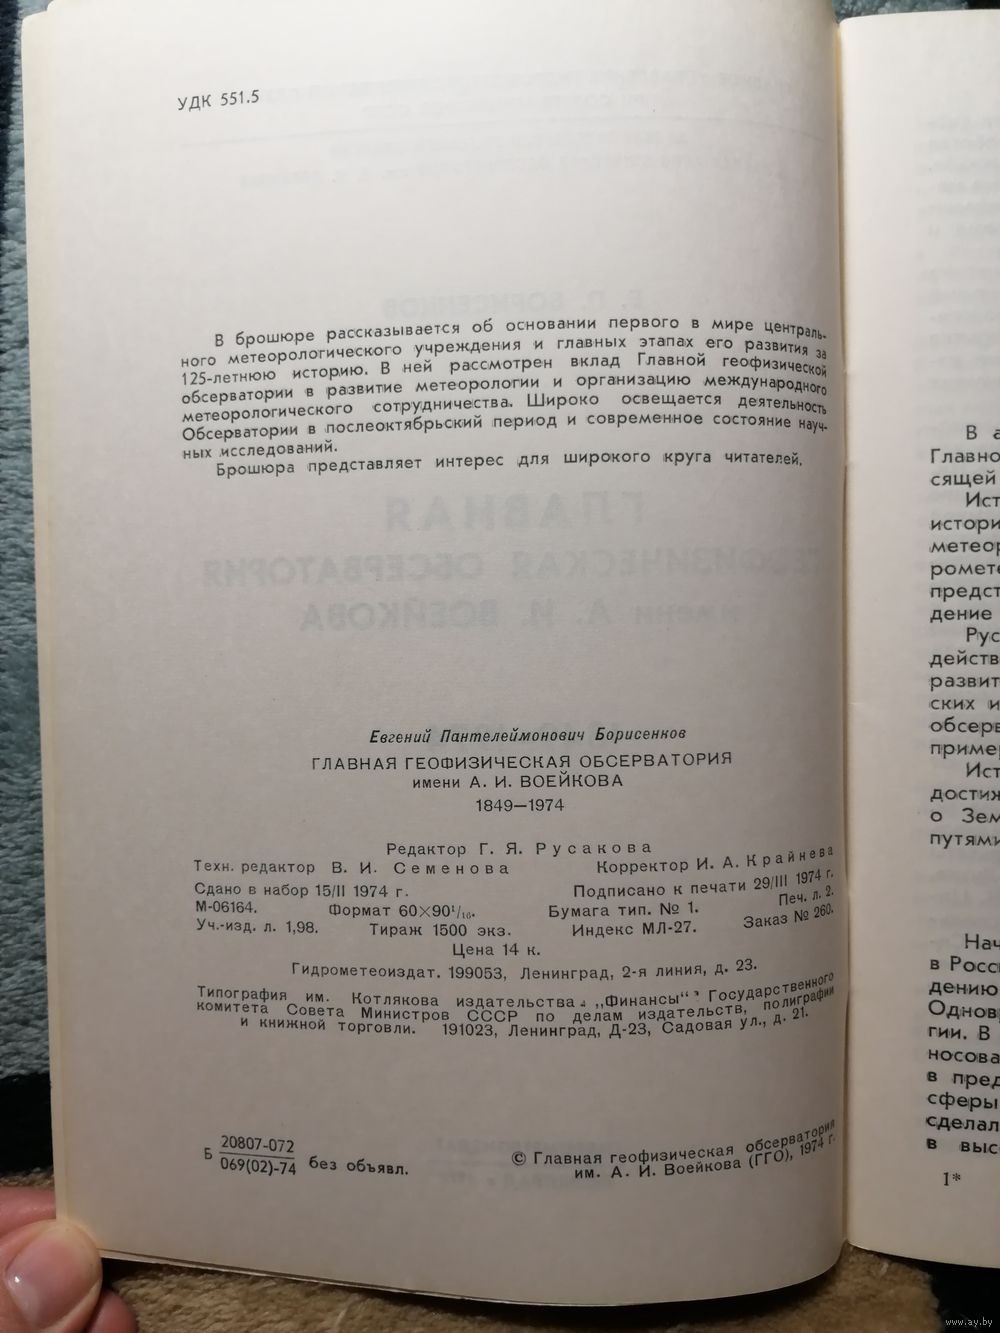 УДК 551.5
В брошюре рассказывается об основании первого в мире централь-
ного метеорологического учреждения и главных этапах его развития за
125-летнюю историю. В ней рассмотрен вклад Главной геофизической
обсерватории в развитие метеорологии и организацию международного
метеорологического сотрудничества. Широко освещается деятельность
Обсерватории в послеоктябрьский период и современное состояние науч-
ных исследований.
Брошюра представляет интерес для широкого круга читателей.
Евгений Пантелеймонович Борисенков
ГЛАВНАЯ ГЕОФИЗИЧЕСКАЯ ОБСЕРВАТОРИЯ
имени А. И. ВОЕЙКОВА
1849—1974
Редактор Г. Я. Русакова
Техн. редактор В. И. Семенова Корректор И. А. Крайнева
Сдано в набор 15/II 1974 г. Подписано к печати 29/III 1974 г.
М-06164. Формат 60×90¹/₁₆. Бумага тип. № 1. Печ. л. 2.
Уч.-изд. л. 1,98. Тираж 1500 экз. Индекс МЛ-27. Заказ № 260.
Цена 14 к.
Гидрометеоиздат. 199053, Ленинград, 2-я линия, д. 23.
Типография им. Котлякова издательства „Финансы“ Государственного
комитета Совета Министров СССР по делам издательств, полиграфии
и книжной торговли. 191023, Ленинград, Д-23, Садовая ул., д. 21.
Б 20807-072
069(02)-74 без объявл.
© Главная геофизическая обсерватория
им. А. И. Воейкова (ГГО), 1974 г.
В а
Главно
сящей
Ист
истори
метеор
ромете
предст
дение
Рус
действ
развит
ских и
обсерв
пример
Ист
достиж
о Зем
путями
Нач
в Росси
дению
Однов
гии. В
носова
в пред
сферы
сделал
в выс
1*
www.ay.by